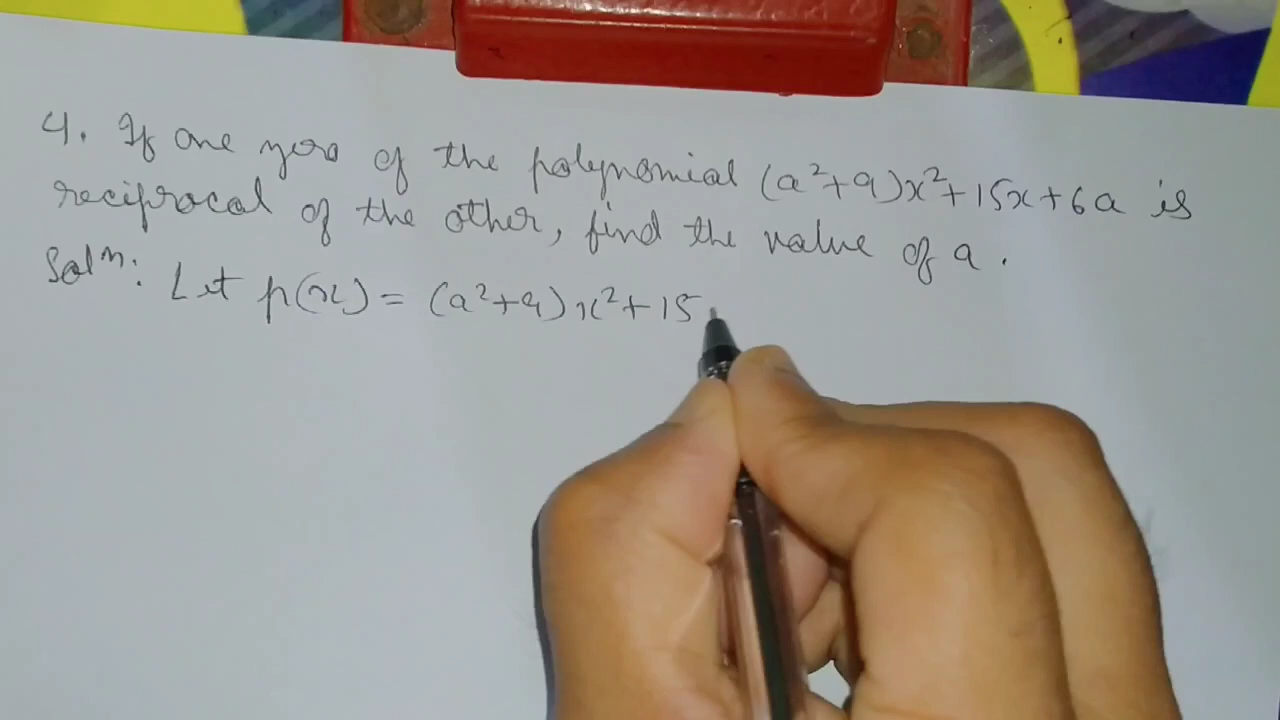 4. If one zero of the polynomial (a²+9)x²+15x+6a is
reciprocal of the other, find the value of a.
Solⁿ: Let p(x) = (a²+9)x²+15